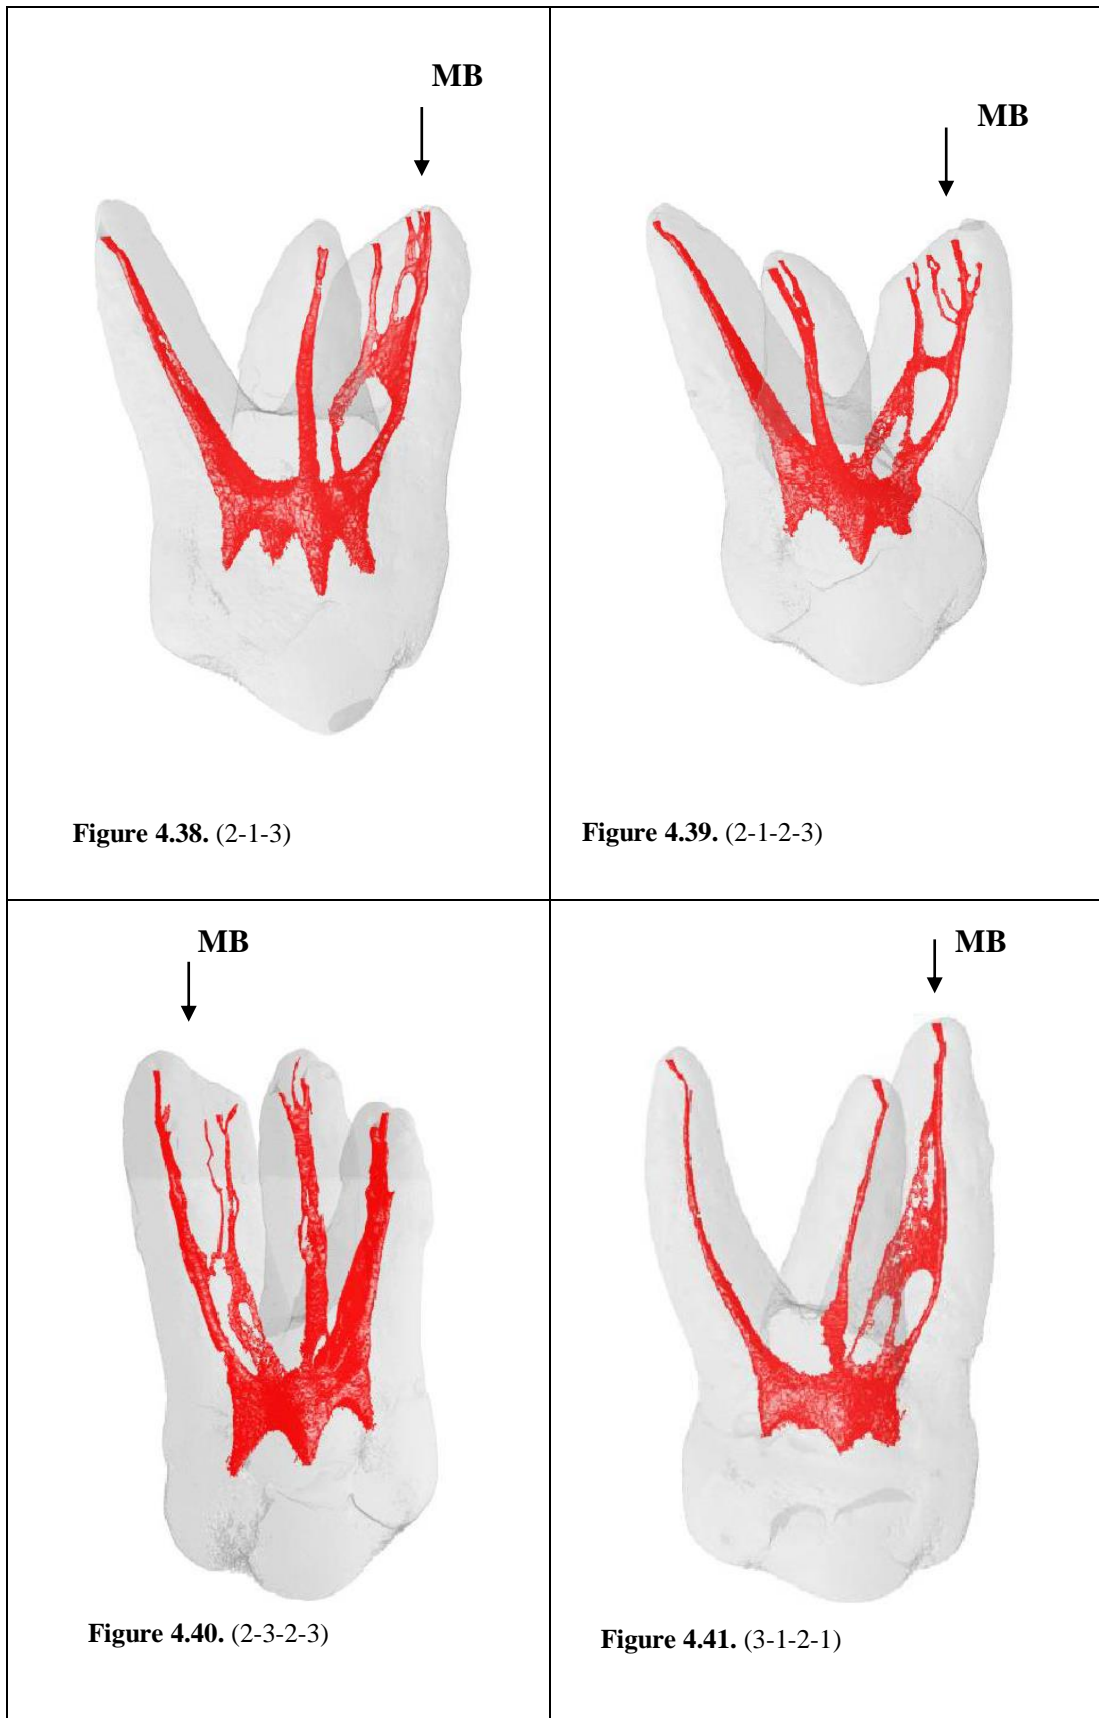 MB
MB
Figure 4.38. (2-1-3)
Figure 4.39. (2-1-2-3)
MB
MB
Figure 4.40. (2-3-2-3)
Figure 4.41. (3-1-2-1)